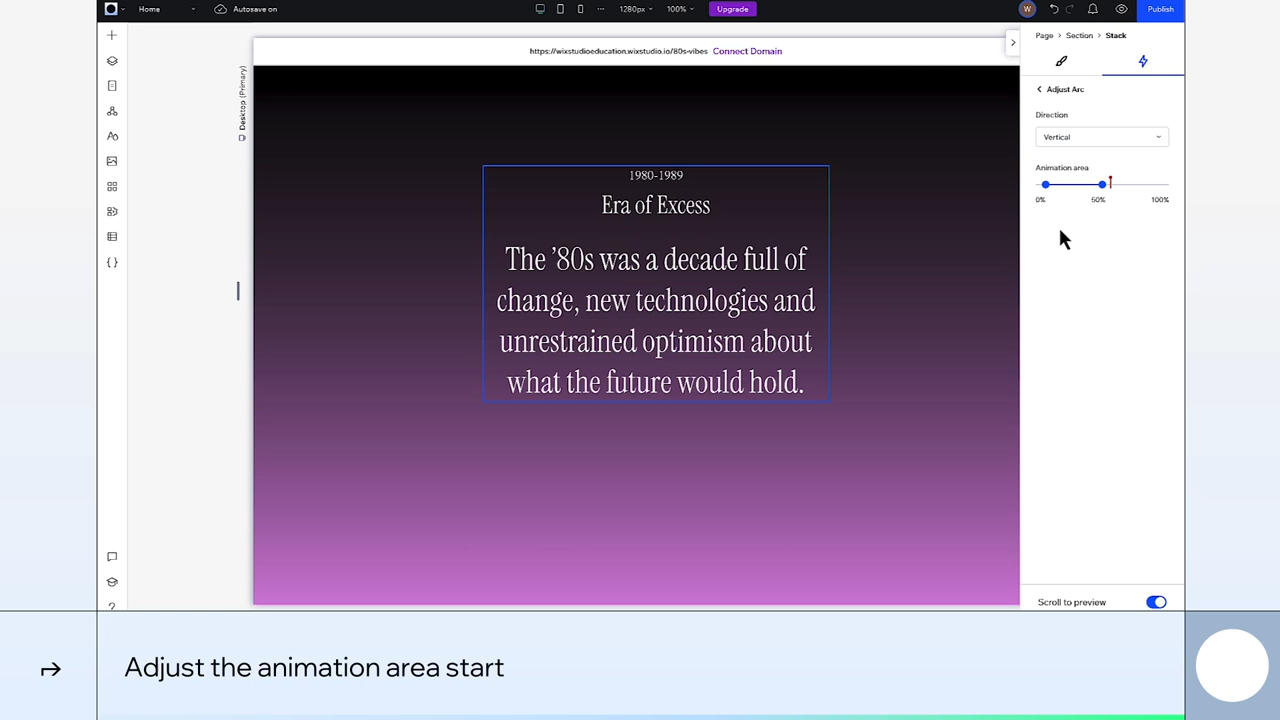 Home
Autosave on
1280px
100%
Upgrade
W
Publish
https://wixstudioeducation.wixstudio.io/80s-vibes Connect Domain
Page > Section > Stack
Desktop (Primary)
Adjust Arc
Direction
Vertical
Animation area
0% 50% 100%
1980-1989
Era of Excess
The ’80s was a decade full of
change, new technologies and
unrestrained optimism about
what the future would hold.
Scroll to preview
Adjust the animation area start